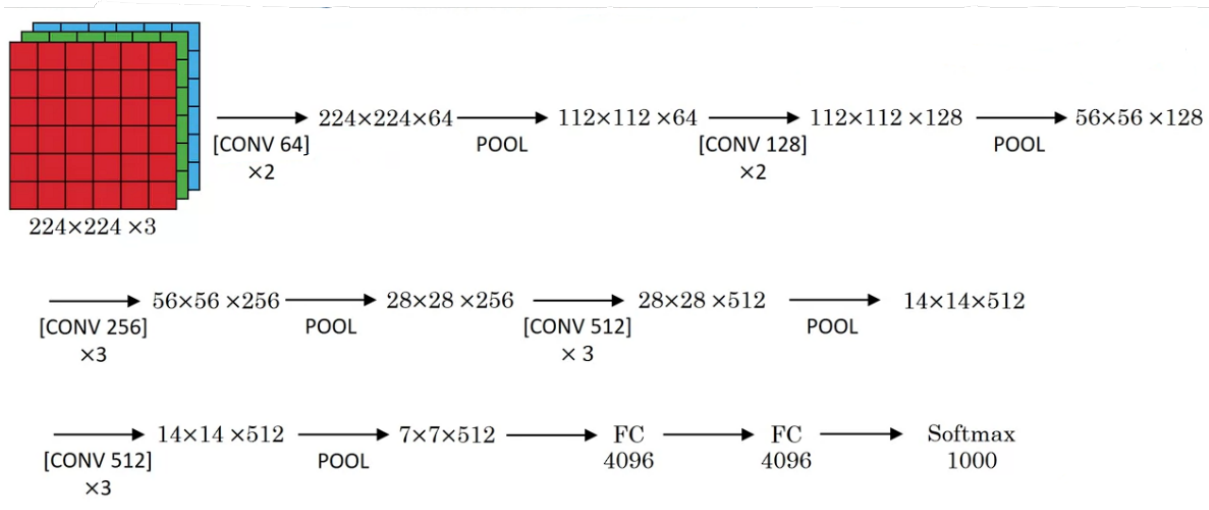 224×224×64 112×112 ×64 112×112 ×128 56×56 ×128
[CONV 64] POOL [CONV 128] POOL
×2 ×2
224×224 ×3
56×56 ×256 28×28 ×256 28×28 ×512 14×14×512
[CONV 256] POOL [CONV 512] POOL
×3 × 3
14×14 ×512 7×7×512 FC FC Softmax
[CONV 512] POOL 4096 4096 1000
×3